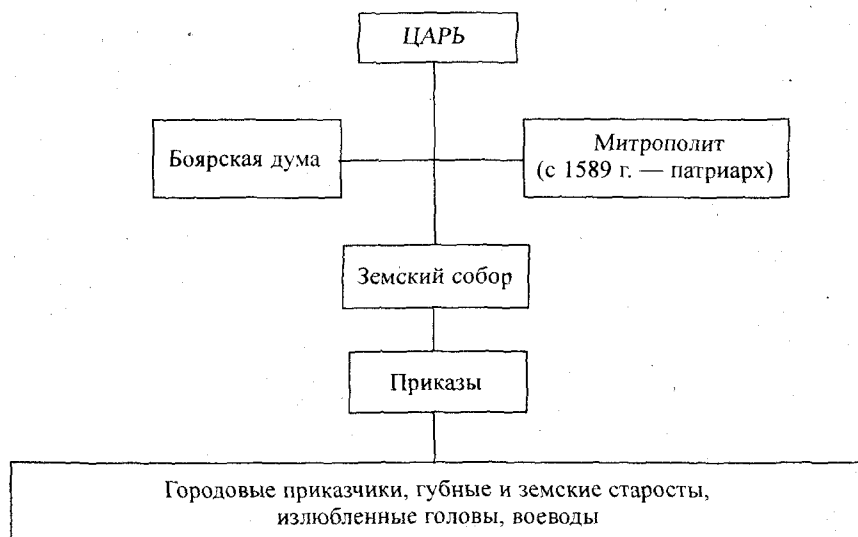 ЦАРЬ
Боярская дума
Митрополит
(с 1589 г. — патриарх)
Земский собор
Приказы
Городовые приказчики, губные и земские старосты,
излюбленные головы, воеводы